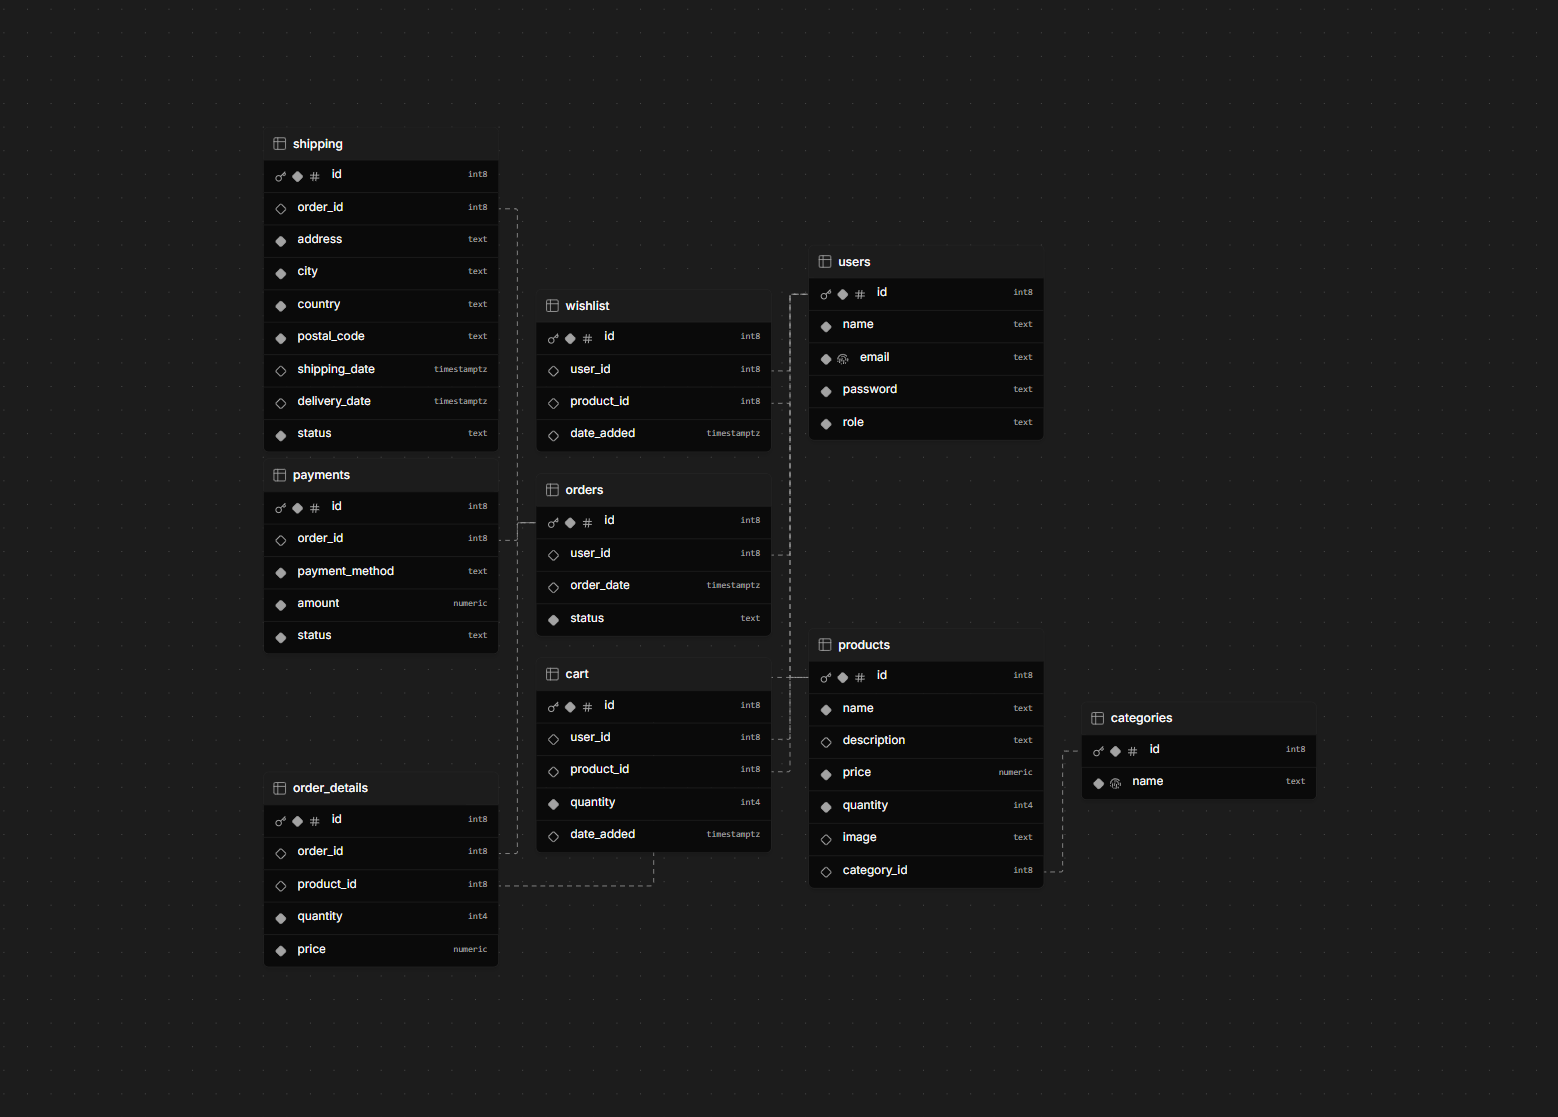 shipping
id int8
order_id int8
address text
city text
country text
postal_code text
shipping_date timestamptz
delivery_date timestamptz
status text
payments
id int8
order_id int8
payment_method text
amount numeric
status text
order_details
id int8
order_id int8
product_id int8
quantity int4
price numeric
wishlist
id int8
user_id int8
product_id int8
date_added timestamptz
orders
id int8
user_id int8
order_date timestamptz
status text
cart
id int8
user_id int8
product_id int8
quantity int4
date_added timestamptz
users
id int8
name text
email text
password text
role text
products
id int8
name text
description text
price numeric
quantity int4
image text
category_id int8
categories
id int8
name text